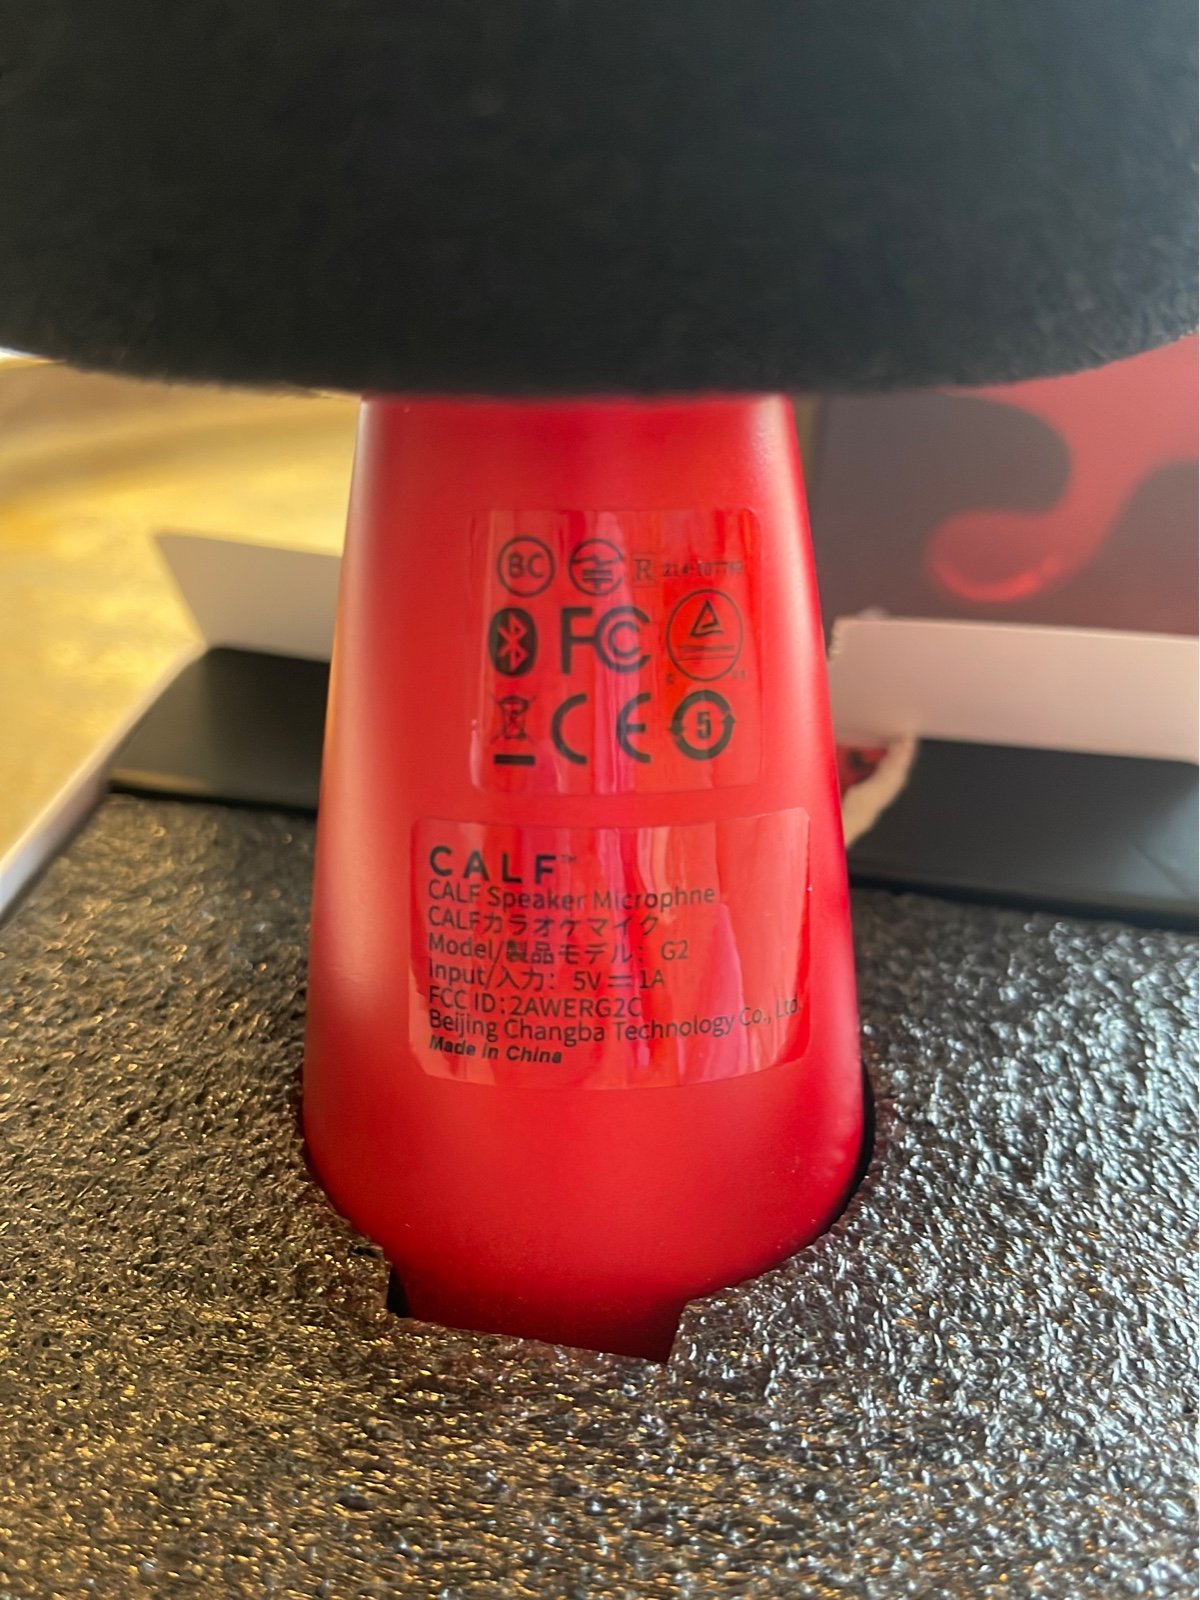 BC
R
FC
CE
5
CALF™
CALF Speaker Microphne
CALFカラオケマイク
Model/製品モデル: G2
Input/入力: 5V⎓1A
FCC ID:2AWERG2C
Beijing Changba Technology Co., Ltd.
Made in China